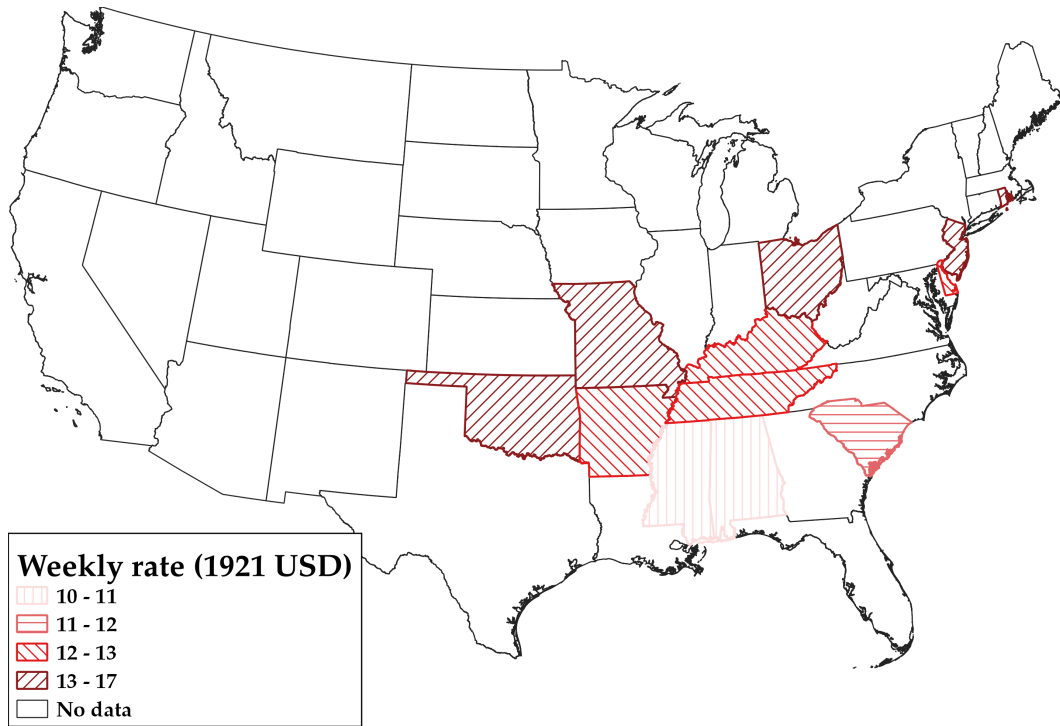 Weekly rate (1921 USD)
10 - 11
11 - 12
12 - 13
13 - 17
No data